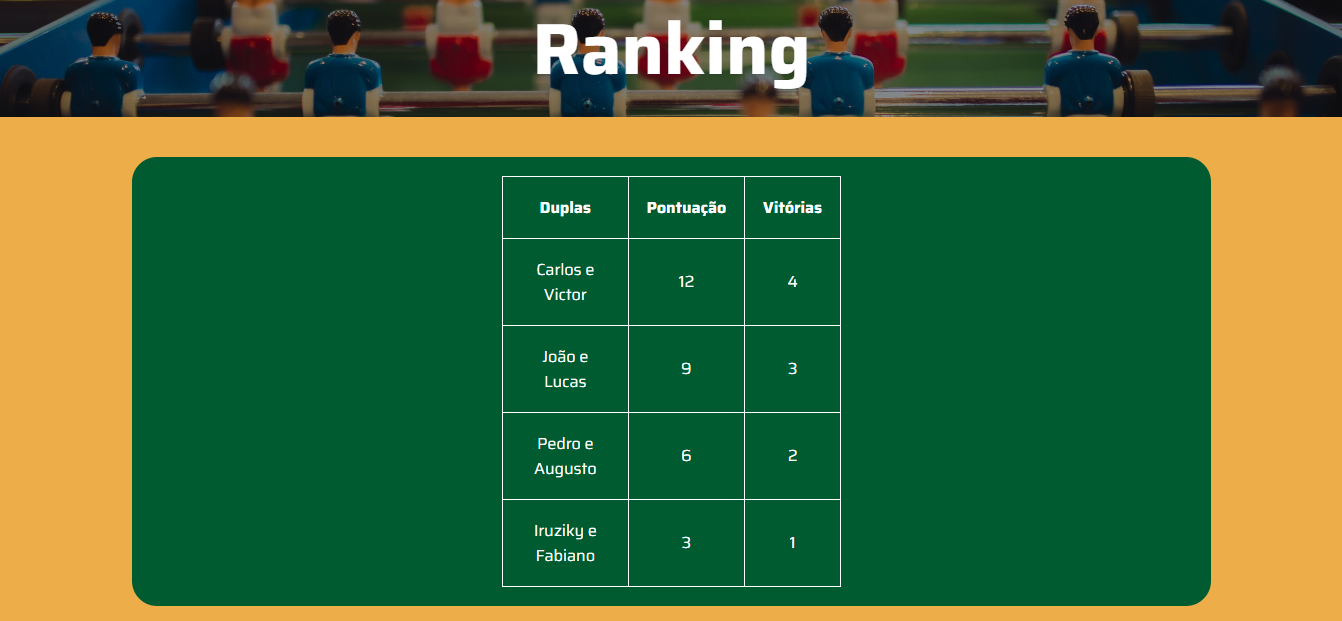 Ranking
Duplas Pontuação Vitórias
Carlos e
Victor
12 4
João e
Lucas
9 3
Pedro e
Augusto
6 2
Iruziky e
Fabiano
3 1